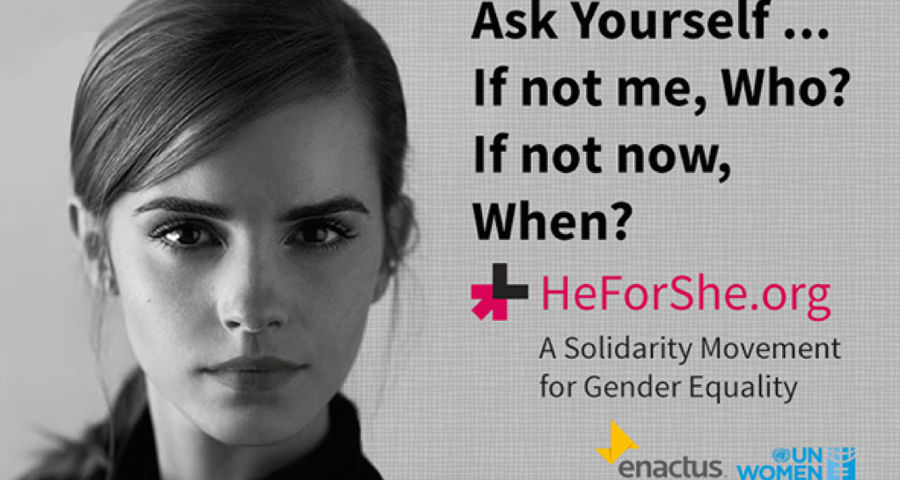 Ask Yourself ...
If not me, Who?
If not now,
When?
HeForShe.org
A Solidarity Movement
for Gender Equality
enactus
UN
WOMEN